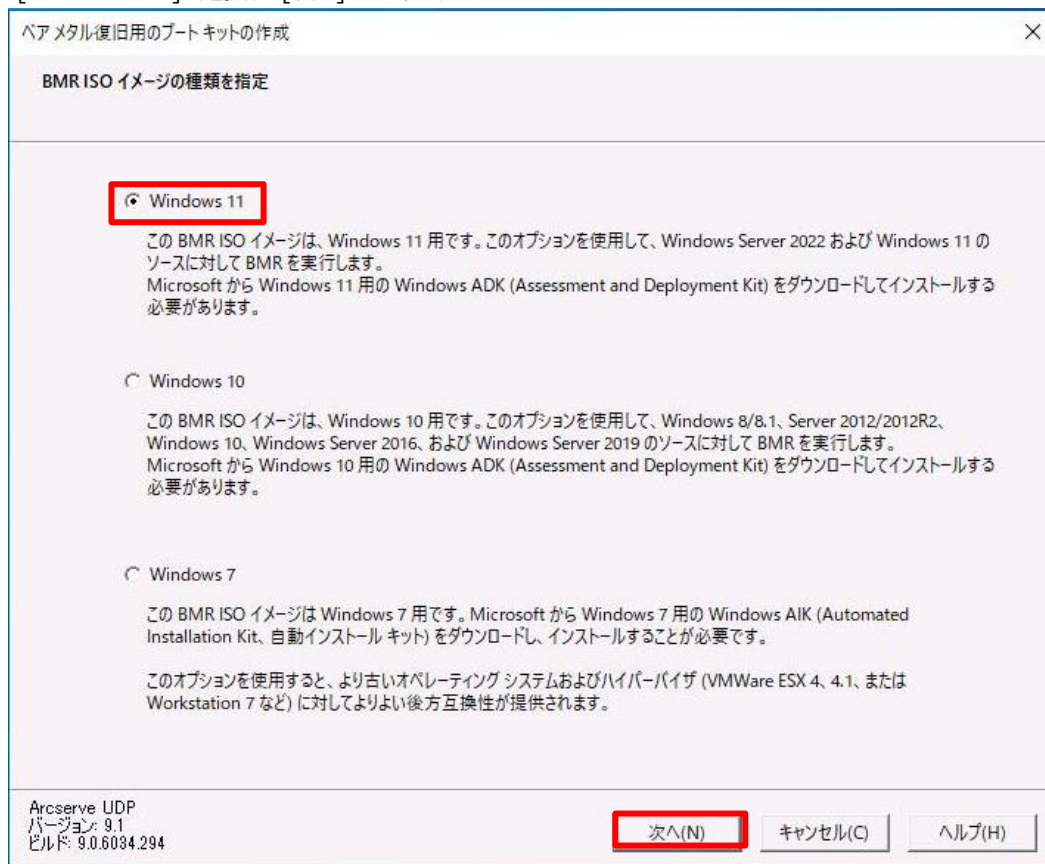 ベア メタル復旧用のブート キットの作成
BMR ISO イメージの種類を指定
Windows 11
この BMR ISO イメージは、Windows 11 用です。このオプションを使用して、Windows Server 2022 および Windows 11 の
ソースに対して BMR を実行します。
Microsoft から Windows 11 用の Windows ADK (Assessment and Deployment Kit) をダウンロードしてインストールする
必要があります。
Windows 10
この BMR ISO イメージは、Windows 10 用です。このオプションを使用して、Windows 8/8.1、Server 2012/2012R2、
Windows 10、Windows Server 2016、および Windows Server 2019 のソースに対して BMR を実行します。
Microsoft から Windows 10 用の Windows ADK (Assessment and Deployment Kit) をダウンロードしてインストールする
必要があります。
Windows 7
この BMR ISO イメージは Windows 7 用です。Microsoft から Windows 7 用の Windows AIK (Automated
Installation Kit、自動インストール キット) をダウンロードし、インストールすることが必要です。
このオプションを使用すると、より古いオペレーティング システムおよびハイパーバイザ (VMWare ESX 4、4.1、または
Workstation 7 など) に対してよりよい後方互換性が提供されます。
Arcserve UDP
バージョン: 9.1
ビルド: 9.0.6034.294
次へ(N) キャンセル(C) ヘルプ(H)